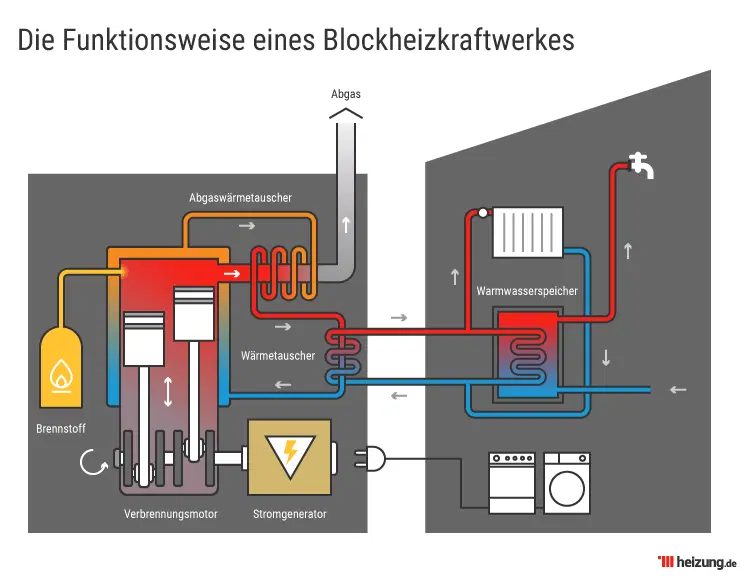 Die Funktionsweise eines Blockheizkraftwerkes
Abgas
Abgaswärmetauscher
Warmwasserspeicher
Wärmetauscher
Brennstoff
Verbrennungsmotor
Stromgenerator
heizung.de